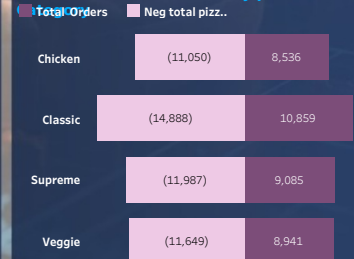 Category
Total Orders Neg total pizz..
Chicken (11,050) 8,536
Classic (14,888) 10,859
Supreme (11,987) 9,085
Veggie (11,649) 8,941